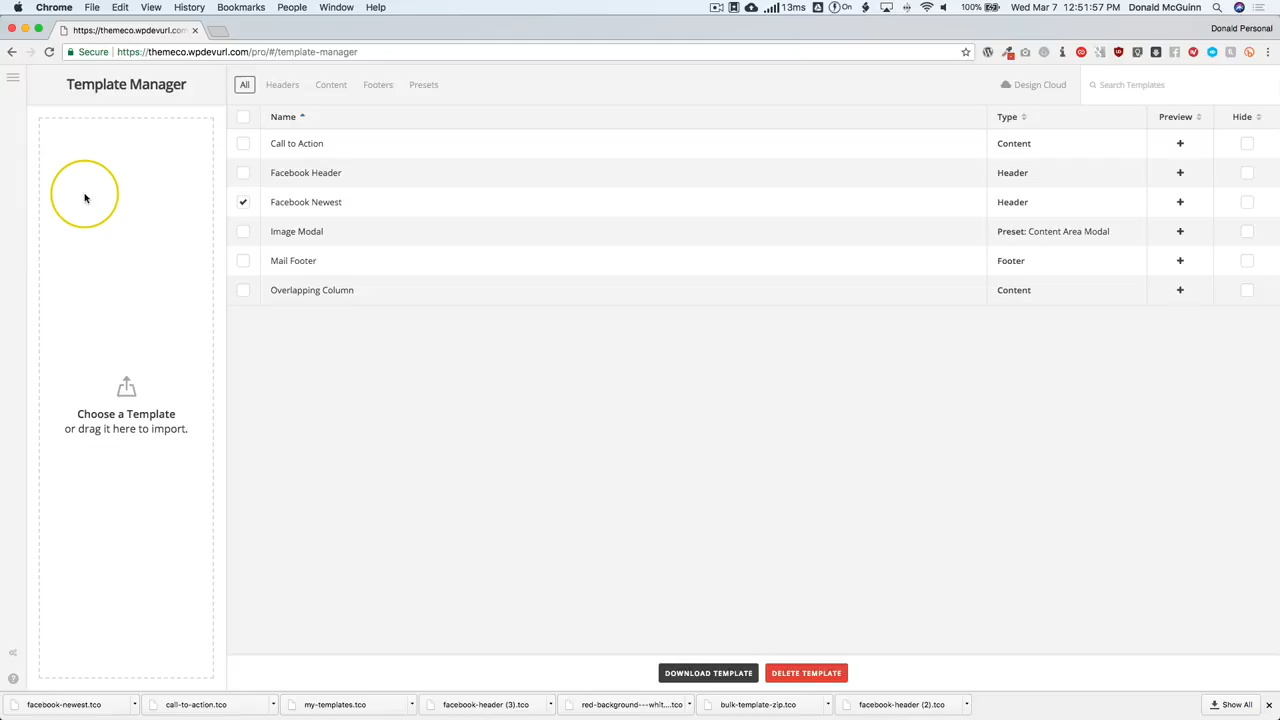 Chrome File Edit View History Bookmarks People Window Help
13ms On 100% Wed Mar 7 12:51:57 PM Donald McGuinn
https://themeco.wpdevurl.com Donald Personal
Secure https://themeco.wpdevurl.com/pro/#/template-manager
Template Manager All Headers Content Footers Presets Design Cloud Search Templates
Name Type Preview Hide
Call to Action Content
Facebook Header Header
Facebook Newest Header
Image Modal Preset: Content Area Modal
Mail Footer Footer
Overlapping Column Content
Choose a Template
or drag it here to import.
DOWNLOAD TEMPLATE DELETE TEMPLATE
facebook-newest.tco call-to-action.tco my-templates.tco facebook-header (3).tco red-background---whit....tco bulk-template-zip.tco facebook-header (2).tco Show All